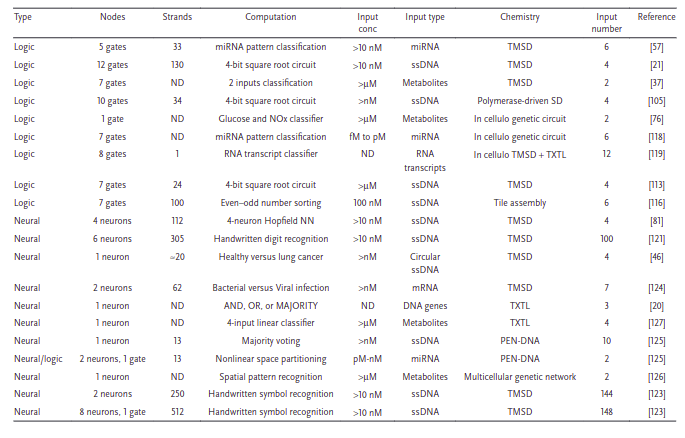 Type Nodes Strands Computation Input conc Input type Chemistry Input number Reference
Logic 5 gates 33 miRNA pattern classification >10 nM miRNA TMSD 6 [57]
Logic 12 gates 130 4-bit square root circuit >10 nM ssDNA TMSD 4 [21]
Logic 7 gates ND 2 inputs classification >μM Metabolites TMSD 2 [37]
Logic 10 gates 34 4-bit square root circuit >nM ssDNA Polymerase-driven SD 4 [105]
Logic 1 gate ND Glucose and NOx classifier >μM Metabolites In cellulo genetic circuit 2 [76]
Logic 7 gates ND miRNA pattern classification fM to pM miRNA In cellulo genetic circuit 6 [118]
Logic 8 gates 1 RNA transcript classifier ND RNA transcripts In cellulo TMSD + TXTL 12 [119]
Logic 7 gates 24 4-bit square root circuit >μM ssDNA TMSD 4 [113]
Logic 7 gates 100 Even–odd number sorting 100 nM ssDNA Tile assembly 6 [116]
Neural 4 neurons 112 4-neuron Hopfield NN >10 nM ssDNA TMSD 4 [81]
Neural 6 neurons 305 Handwritten digit recognition >10 nM ssDNA TMSD 100 [121]
Neural 1 neuron ≈20 Healthy versus lung cancer >nM Circular ssDNA TMSD 4 [46]
Neural 2 neurons 62 Bacterial versus Viral infection >nM mRNA TMSD 7 [124]
Neural 1 neuron ND AND, OR, or MAJORITY ND DNA genes TXTL 3 [20]
Neural 1 neuron ND 4-input linear classifier >μM Metabolites TXTL 4 [127]
Neural 1 neuron 13 Majority voting >nM ssDNA PEN-DNA 10 [125]
Neural/logic 2 neurons, 1 gate 13 Nonlinear space partitioning pM-nM miRNA PEN-DNA 2 [125]
Neural 1 neuron ND Spatial pattern recognition >μM Metabolites Multicellular genetic network 2 [126]
Neural 2 neurons 250 Handwritten symbol recognition >10 nM ssDNA TMSD 144 [123]
Neural 8 neurons, 1 gate 512 Handwritten symbol recognition >10 nM ssDNA TMSD 148 [123]